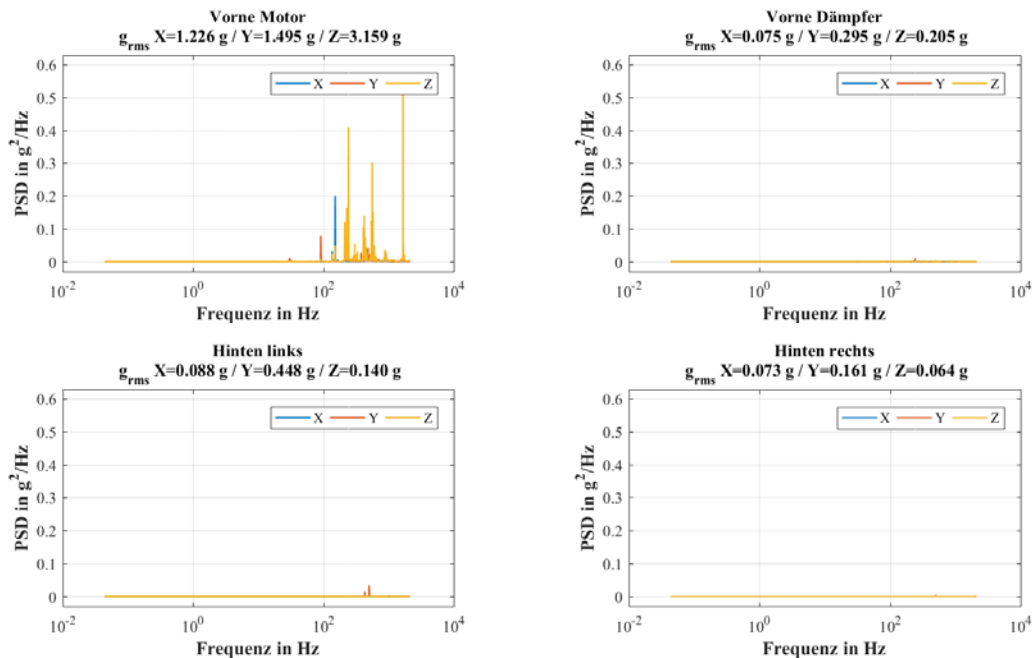 Vorne Motor
g_rms X=1.226 g / Y=1.495 g / Z=3.159 g
X Y Z
0.6
0.5
0.4
0.3
0.2
0.1
0
PSD in g²/Hz
10⁻² 10⁰ 10² 10⁴
Frequenz in Hz
Vorne Dämpfer
g_rms X=0.075 g / Y=0.295 g / Z=0.205 g
X Y Z
0.6
0.5
0.4
0.3
0.2
0.1
0
PSD in g²/Hz
10⁻² 10⁰ 10² 10⁴
Frequenz in Hz
Hinten links
g_rms X=0.088 g / Y=0.448 g / Z=0.140 g
X Y Z
0.6
0.5
0.4
0.3
0.2
0.1
0
PSD in g²/Hz
10⁻² 10⁰ 10² 10⁴
Frequenz in Hz
Hinten rechts
g_rms X=0.073 g / Y=0.161 g / Z=0.064 g
X Y Z
0.6
0.5
0.4
0.3
0.2
0.1
0
PSD in g²/Hz
10⁻² 10⁰ 10² 10⁴
Frequenz in Hz